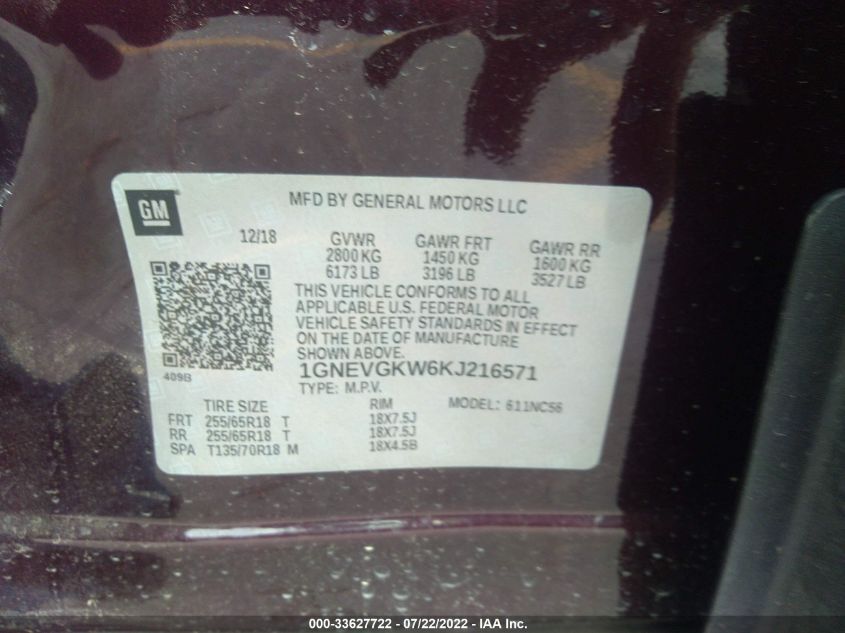 GM
MFD BY GENERAL MOTORS LLC
12/18 GVWR GAWR FRT GAWR RR
2800 KG 1450 KG 1600 KG
6173 LB 3196 LB 3527 LB
THIS VEHICLE CONFORMS TO ALL
APPLICABLE U.S. FEDERAL MOTOR
VEHICLE SAFETY STANDARDS IN EFFECT
ON THE DATE OF MANUFACTURE
SHOWN ABOVE.
409B
1GNEVGKW6KJ216571
TYPE: M.P.V. MODEL: 611NC56
TIRE SIZE RIM
FRT 255/65R18 T 18X7.5J
RR 255/65R18 T 18X7.5J
SPA T135/70R18 M 18X4.5B
000-33627722 - 07/22/2022 - IAA Inc.